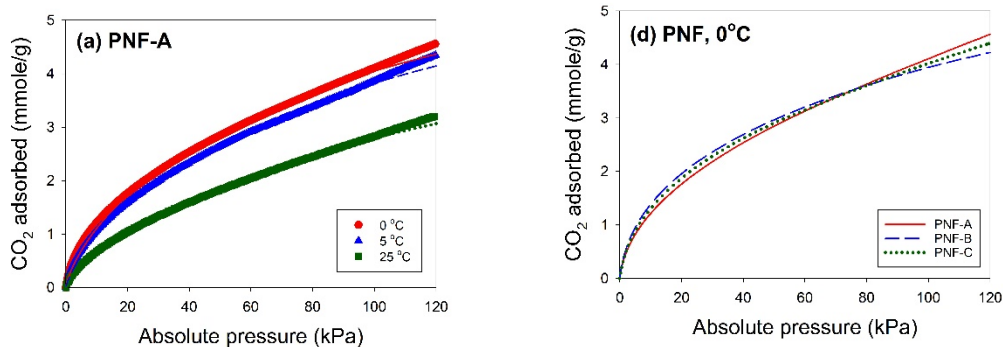 (a) PNF-A
CO2 adsorbed (mmole/g)
5
4
3
2
1
0
0 20 40 60 80 100 120
Absolute pressure (kPa)
0 °C
5 °C
25 °C
(d) PNF, 0°C
CO2 adsorbed (mmole/g)
5
4
3
2
1
0
0 20 40 60 80 100 120
Absolute pressure (kPa)
PNF-A
PNF-B
PNF-C